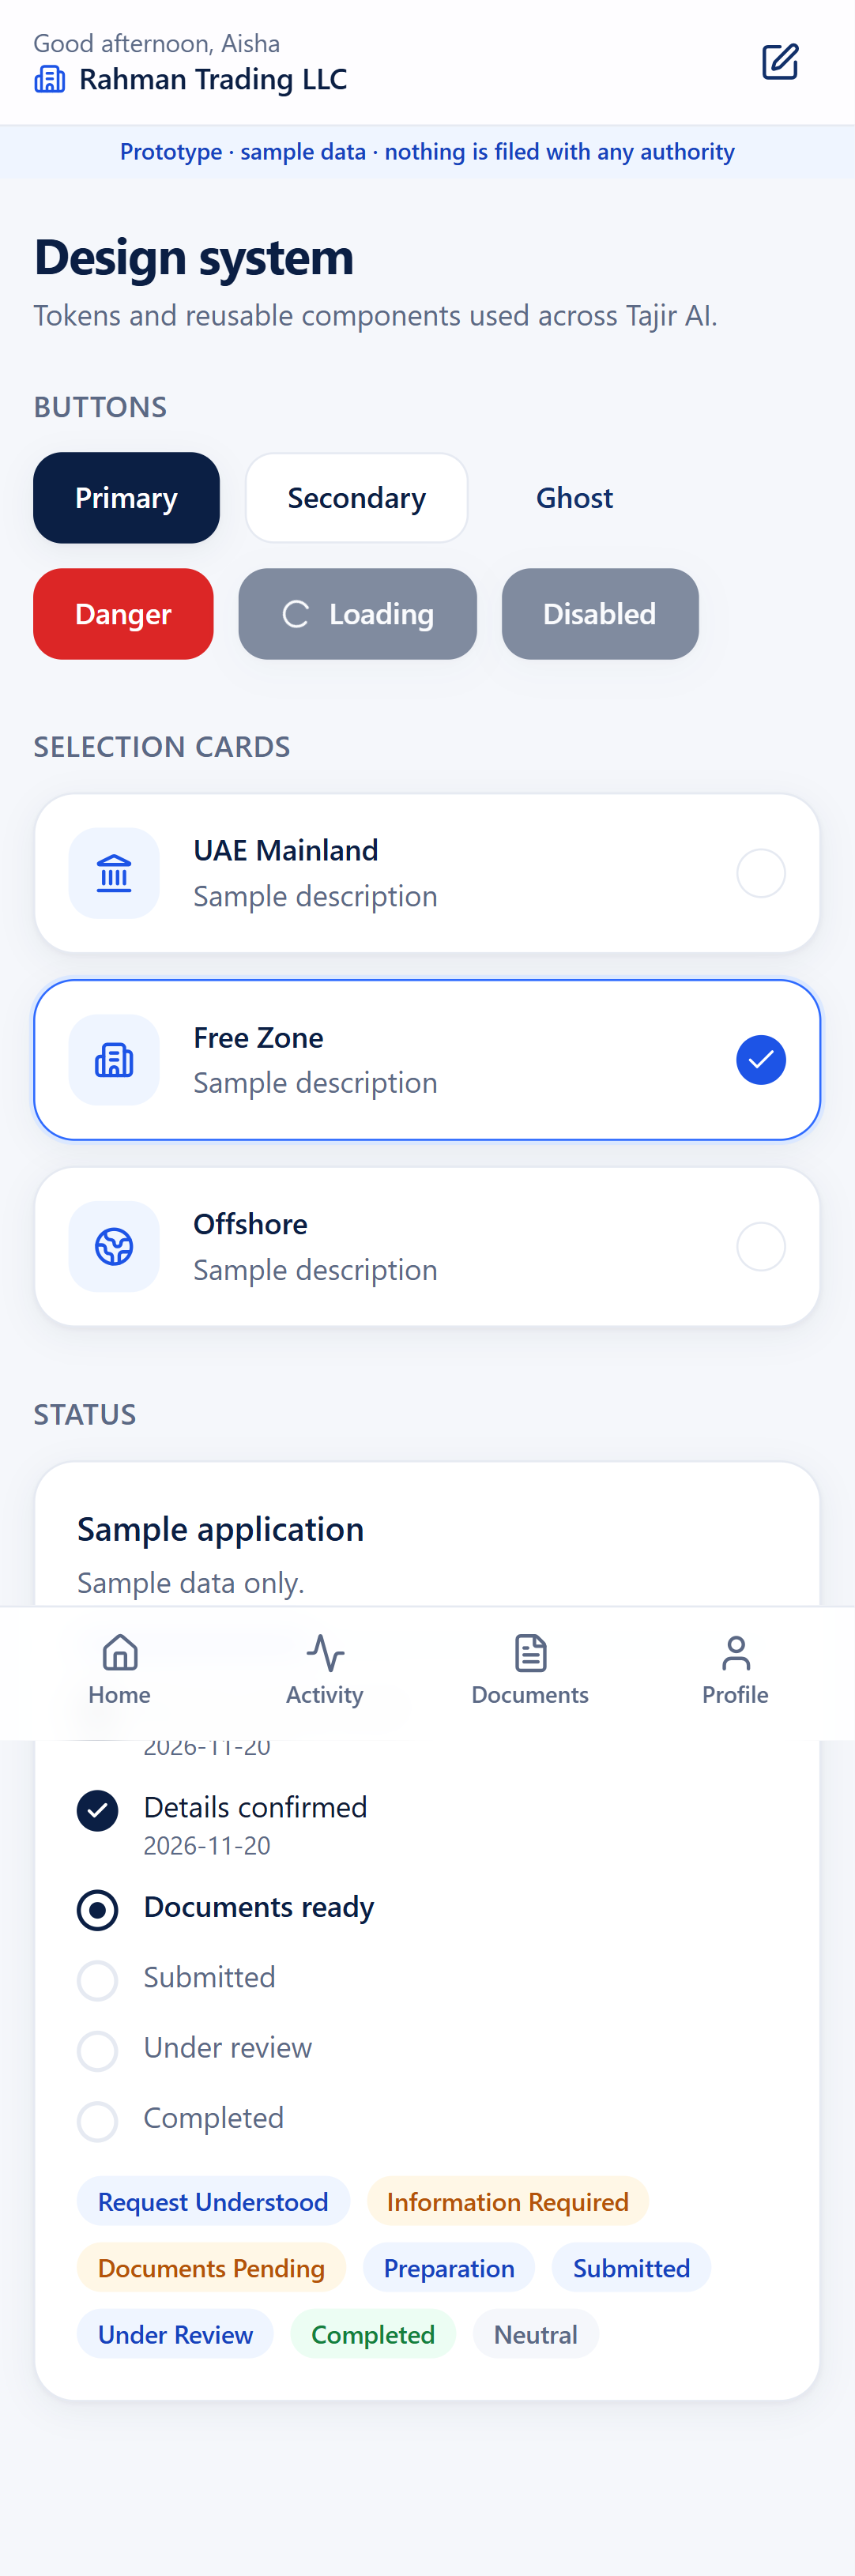 Good afternoon, Aisha
Rahman Trading LLC
Prototype · sample data · nothing is filed with any authority
Design system
Tokens and reusable components used across Tajir AI.
BUTTONS
Primary
Secondary
Ghost
Danger
Loading
Disabled
SELECTION CARDS
UAE Mainland
Sample description
Free Zone
Sample description
Offshore
Sample description
STATUS
Sample application
Sample data only.
Home
Activity
Documents
Profile
2026-11-20
Details confirmed
2026-11-20
Documents ready
Submitted
Under review
Completed
Request Understood
Information Required
Documents Pending
Preparation
Submitted
Under Review
Completed
Neutral